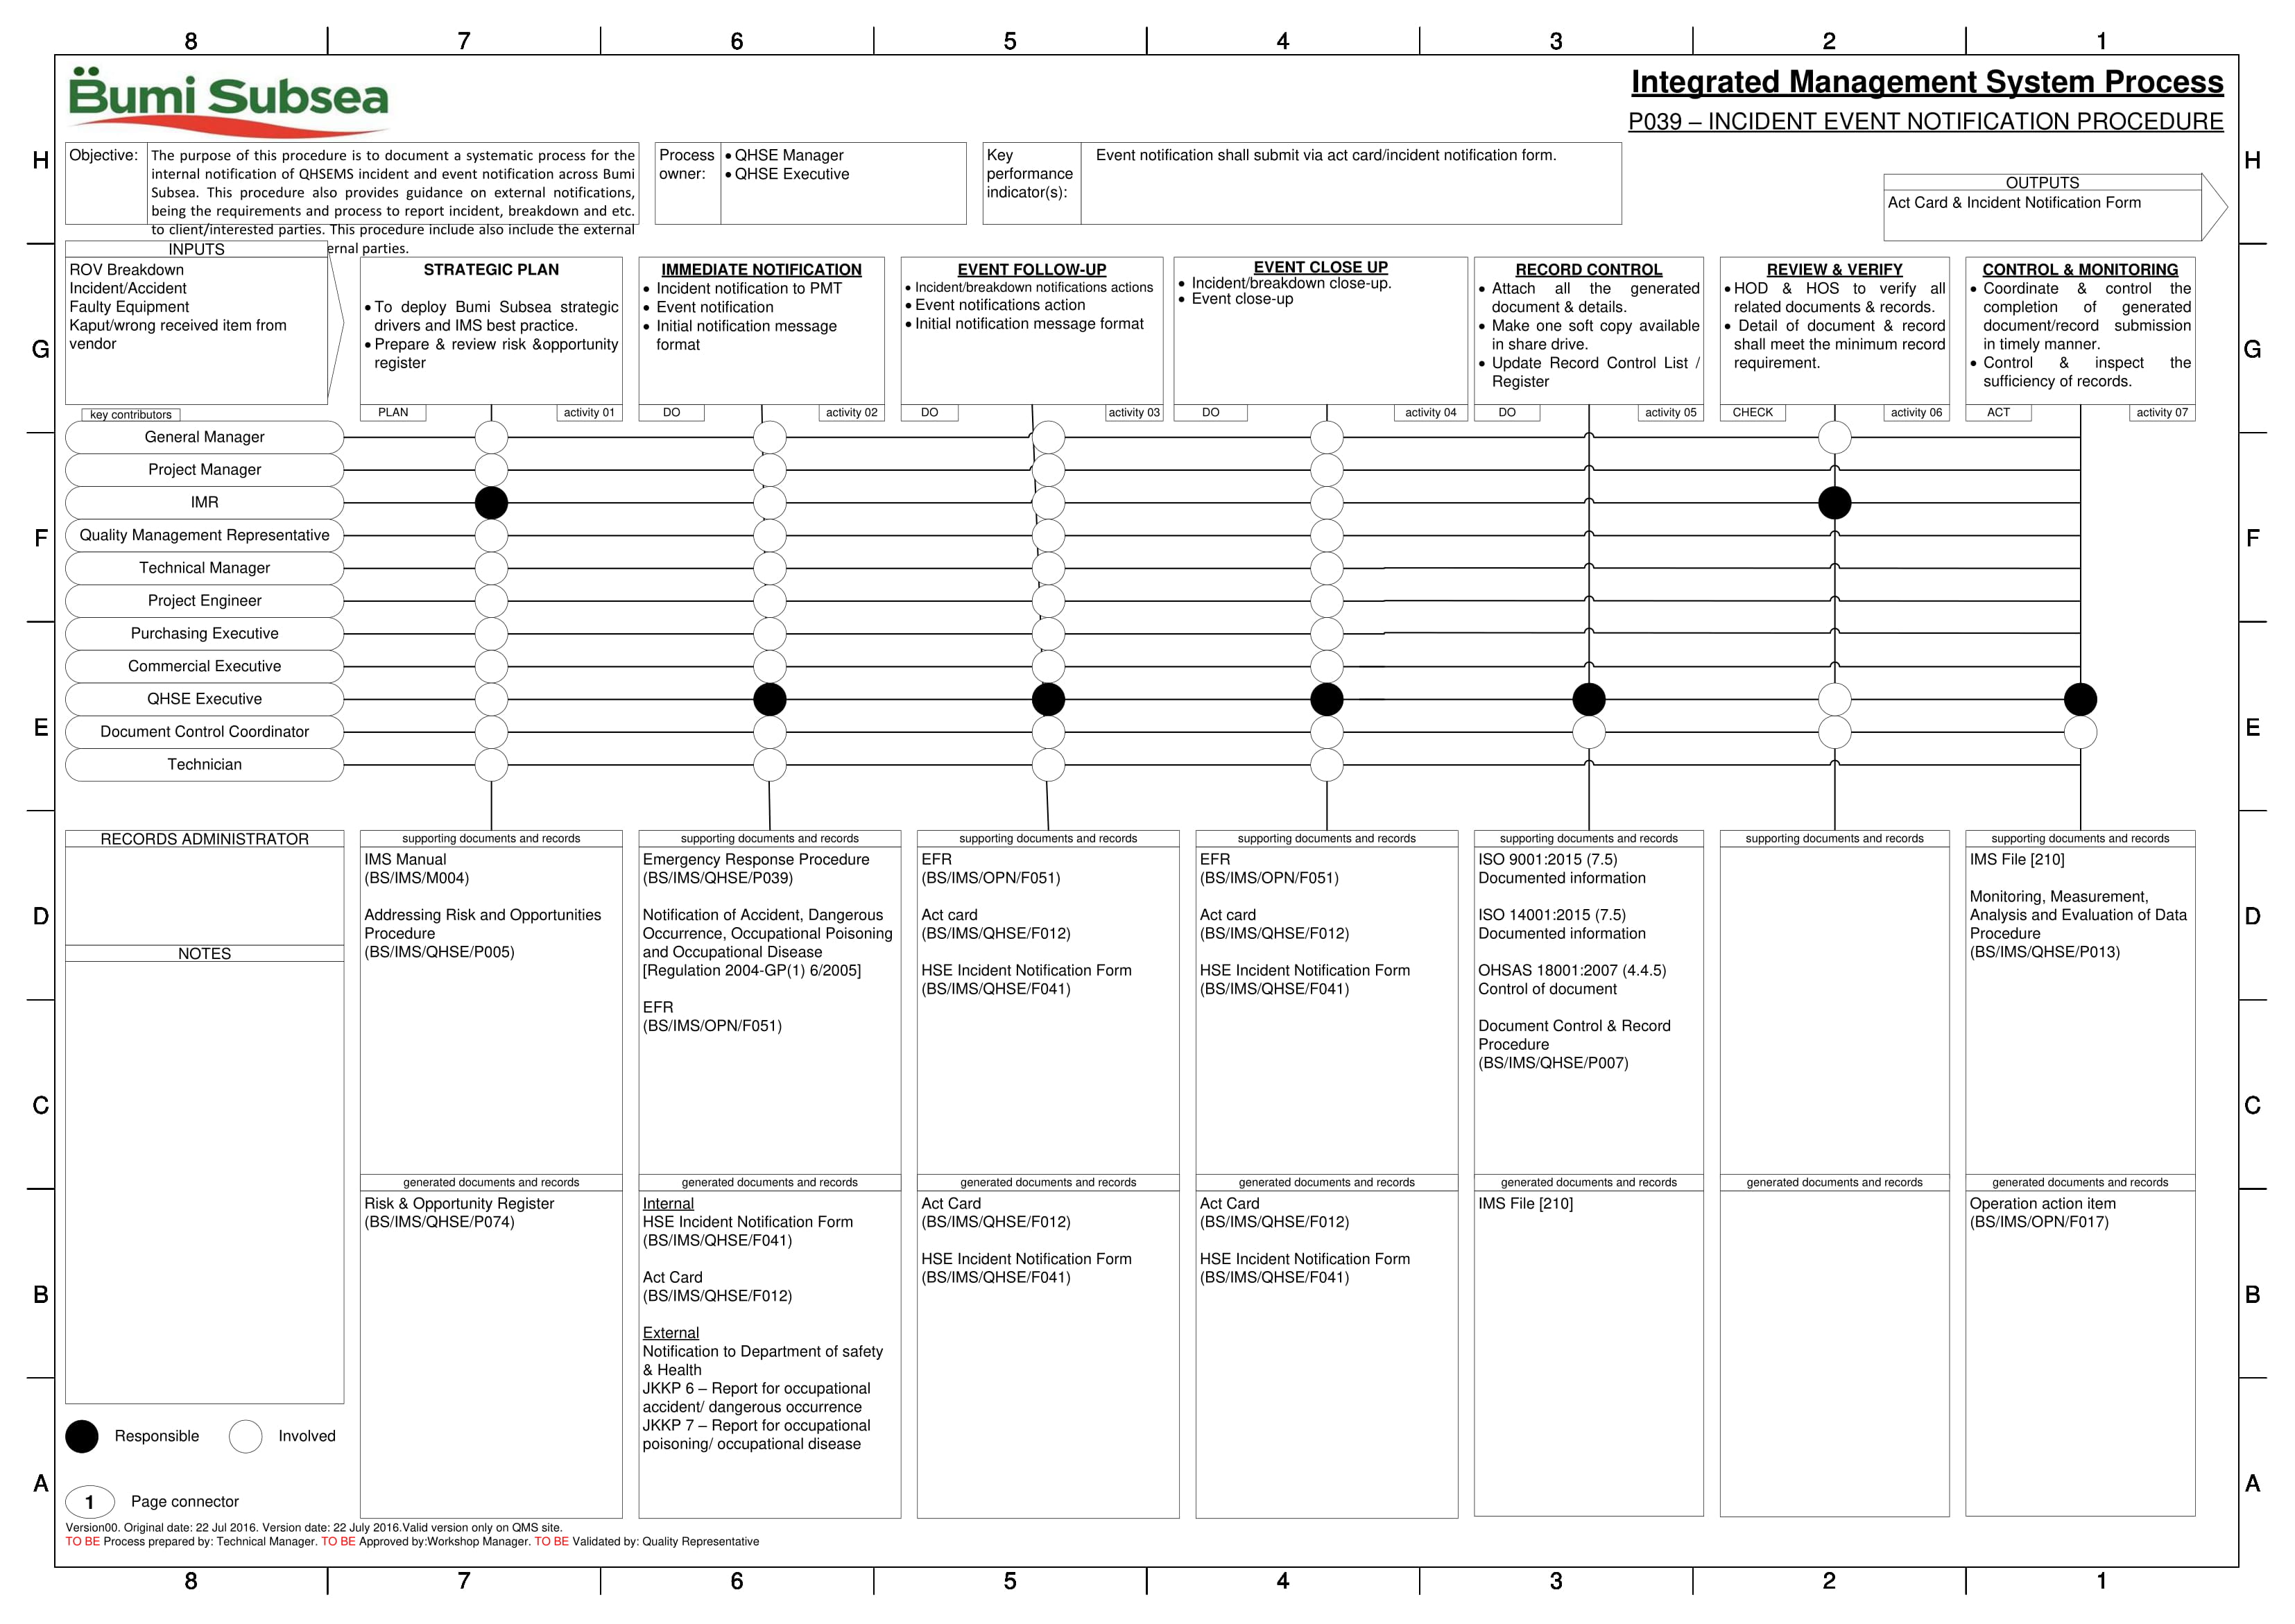 8 7 6 5 4 3 2 1
Bumi Subsea
Integrated Management System Process
P039 – INCIDENT EVENT NOTIFICATION PROCEDURE
H H
Objective:
The purpose of this procedure is to document a systematic process for the
internal notification of QHSEMS incident and event notification across Bumi
Subsea. This procedure also provides guidance on external notifications,
being the requirements and process to report incident, breakdown and etc.
to client/interested parties. This procedure include also include the external
ernal parties.
Process
owner:
• QHSE Manager
• QHSE Executive
Key
performance
indicator(s):
Event notification shall submit via act card/incident notification form.
OUTPUTS
Act Card & Incident Notification Form
INPUTS
ROV Breakdown
Incident/Accident
Faulty Equipment
Kaput/wrong received item from
vendor
G G
STRATEGIC PLAN
• To deploy Bumi Subsea strategic
drivers and IMS best practice.
• Prepare & review risk &opportunity
register
PLAN activity 01
IMMEDIATE NOTIFICATION
• Incident notification to PMT
• Event notification
• Initial notification message
format
DO activity 02
EVENT FOLLOW-UP
• Incident/breakdown notifications actions
• Event notifications action
• Initial notification message format
DO activity 03
EVENT CLOSE UP
• Incident/breakdown close-up.
• Event close-up
DO activity 04
RECORD CONTROL
• Attach all the generated
document & details.
• Make one soft copy available
in share drive.
• Update Record Control List /
Register
DO activity 05
REVIEW & VERIFY
• HOD & HOS to verify all
related documents & records.
• Detail of document & record
shall meet the minimum record
requirement.
CHECK activity 06
CONTROL & MONITORING
• Coordinate & control the
completion of generated
document/record submission
in timely manner.
• Control & inspect the
sufficiency of records.
ACT activity 07
key contributors
General Manager
Project Manager
IMR
F F
Quality Management Representative
Technical Manager
Project Engineer
Purchasing Executive
Commercial Executive
QHSE Executive
E E
Document Control Coordinator
Technician
RECORDS ADMINISTRATOR
NOTES
D D
supporting documents and records
IMS Manual
(BS/IMS/M004)
Addressing Risk and Opportunities
Procedure
(BS/IMS/QHSE/P005)
supporting documents and records
Emergency Response Procedure
(BS/IMS/QHSE/P039)
Notification of Accident, Dangerous
Occurrence, Occupational Poisoning
and Occupational Disease
[Regulation 2004-GP(1) 6/2005]
EFR
(BS/IMS/OPN/F051)
supporting documents and records
EFR
(BS/IMS/OPN/F051)
Act card
(BS/IMS/QHSE/F012)
HSE Incident Notification Form
(BS/IMS/QHSE/F041)
supporting documents and records
EFR
(BS/IMS/OPN/F051)
Act card
(BS/IMS/QHSE/F012)
HSE Incident Notification Form
(BS/IMS/QHSE/F041)
supporting documents and records
ISO 9001:2015 (7.5)
Documented information
ISO 14001:2015 (7.5)
Documented information
OHSAS 18001:2007 (4.4.5)
Control of document
Document Control & Record
Procedure
(BS/IMS/QHSE/P007)
supporting documents and records
supporting documents and records
IMS File [210]
Monitoring, Measurement,
Analysis and Evaluation of Data
Procedure
(BS/IMS/QHSE/P013)
C C
generated documents and records
Risk & Opportunity Register
(BS/IMS/QHSE/P074)
generated documents and records
Internal
HSE Incident Notification Form
(BS/IMS/QHSE/F041)
Act Card
(BS/IMS/QHSE/F012)
External
Notification to Department of safety
& Health
JKKP 6 – Report for occupational
accident/ dangerous occurrence
JKKP 7 – Report for occupational
poisoning/ occupational disease
generated documents and records
Act Card
(BS/IMS/QHSE/F012)
HSE Incident Notification Form
(BS/IMS/QHSE/F041)
generated documents and records
Act Card
(BS/IMS/QHSE/F012)
HSE Incident Notification Form
(BS/IMS/QHSE/F041)
generated documents and records
IMS File [210]
generated documents and records
generated documents and records
Operation action item
(BS/IMS/OPN/F017)
B B
Responsible Involved
A A
1 Page connector
Version00. Original date: 22 Jul 2016. Version date: 22 July 2016.Valid version only on QMS site.
TO BE Process prepared by: Technical Manager. TO BE Approved by:Workshop Manager. TO BE Validated by: Quality Representative
8 7 6 5 4 3 2 1